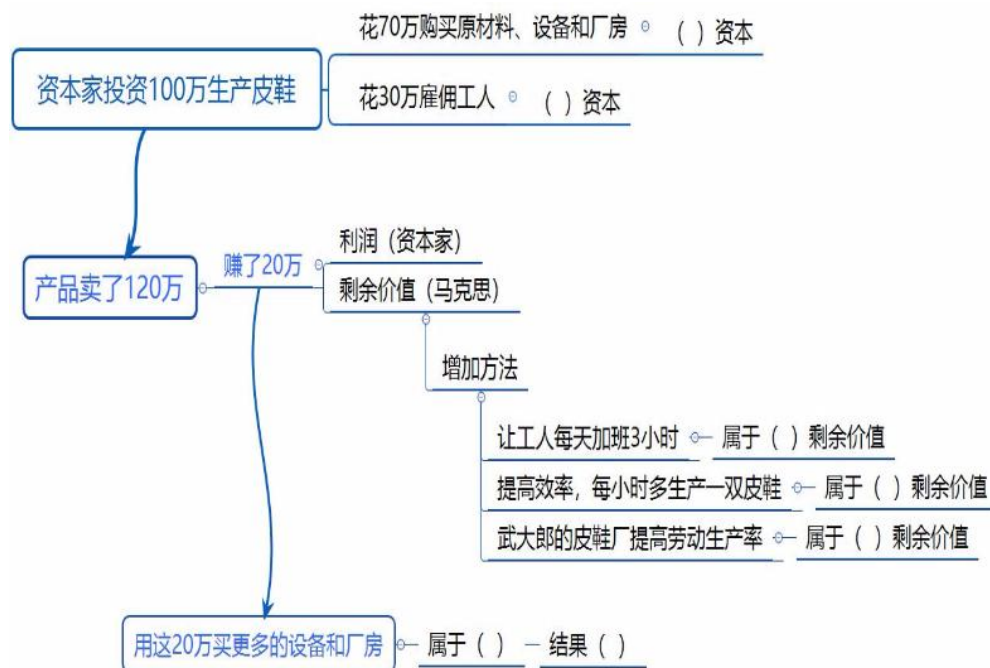 花70万购买原材料、设备和厂房 ( ) 资本
资本家投资100万生产皮鞋
花30万雇佣工人 ( ) 资本
利润（资本家）
赚了20万
产品卖了120万
剩余价值（马克思）
增加方法
让工人每天加班3小时 属于（ ）剩余价值
提高效率，每小时多生产一双皮鞋 属于（ ）剩余价值
武大郎的皮鞋厂提高劳动生产率 属于（ ）剩余价值
用这20万买更多的设备和厂房 属于（ ） 结果（ ）